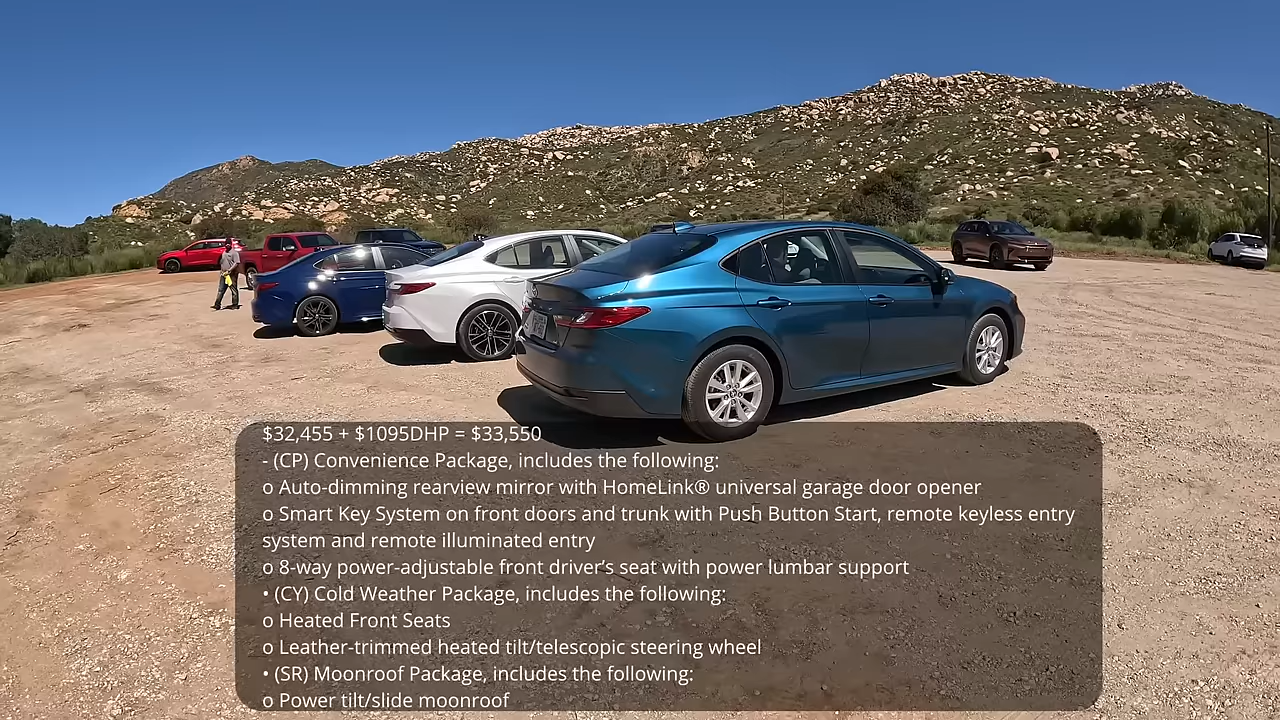 $32,455 + $1095DHP = $33,550
- (CP) Convenience Package, includes the following:
o Auto-dimming rearview mirror with HomeLink® universal garage door opener
o Smart Key System on front doors and trunk with Push Button Start, remote keyless entry
system and remote illuminated entry
o 8-way power-adjustable front driver’s seat with power lumbar support
• (CY) Cold Weather Package, includes the following:
o Heated Front Seats
o Leather-trimmed heated tilt/telescopic steering wheel
• (SR) Moonroof Package, includes the following:
o Power tilt/slide moonroof